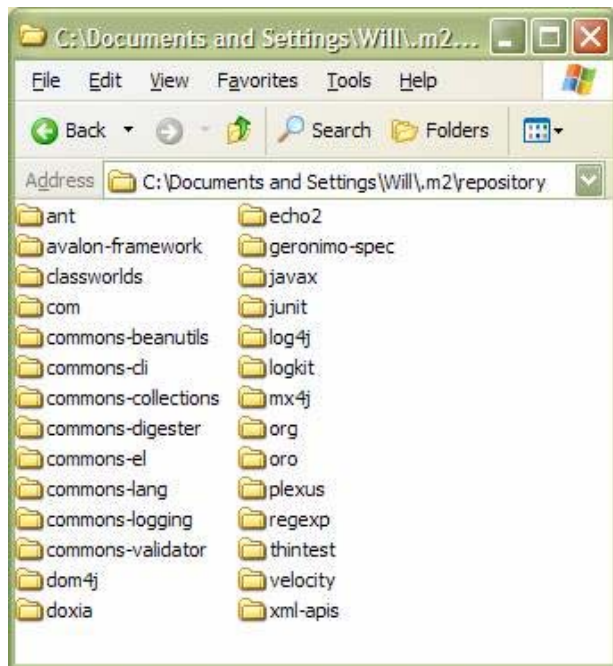 C:\Documents and Settings\Will\.m2...
File Edit View Favorites Tools Help
Back Search Folders
Address C:\Documents and Settings\Will\.m2\repository
ant
avalon-framework
classworlds
com
commons-beanutils
commons-cli
commons-collections
commons-digester
commons-el
commons-lang
commons-logging
commons-validator
dom4j
doxia
echo2
geronimo-spec
javax
junit
log4j
logkit
mx4j
org
oro
plexus
regexp
thintest
velocity
xml-apis